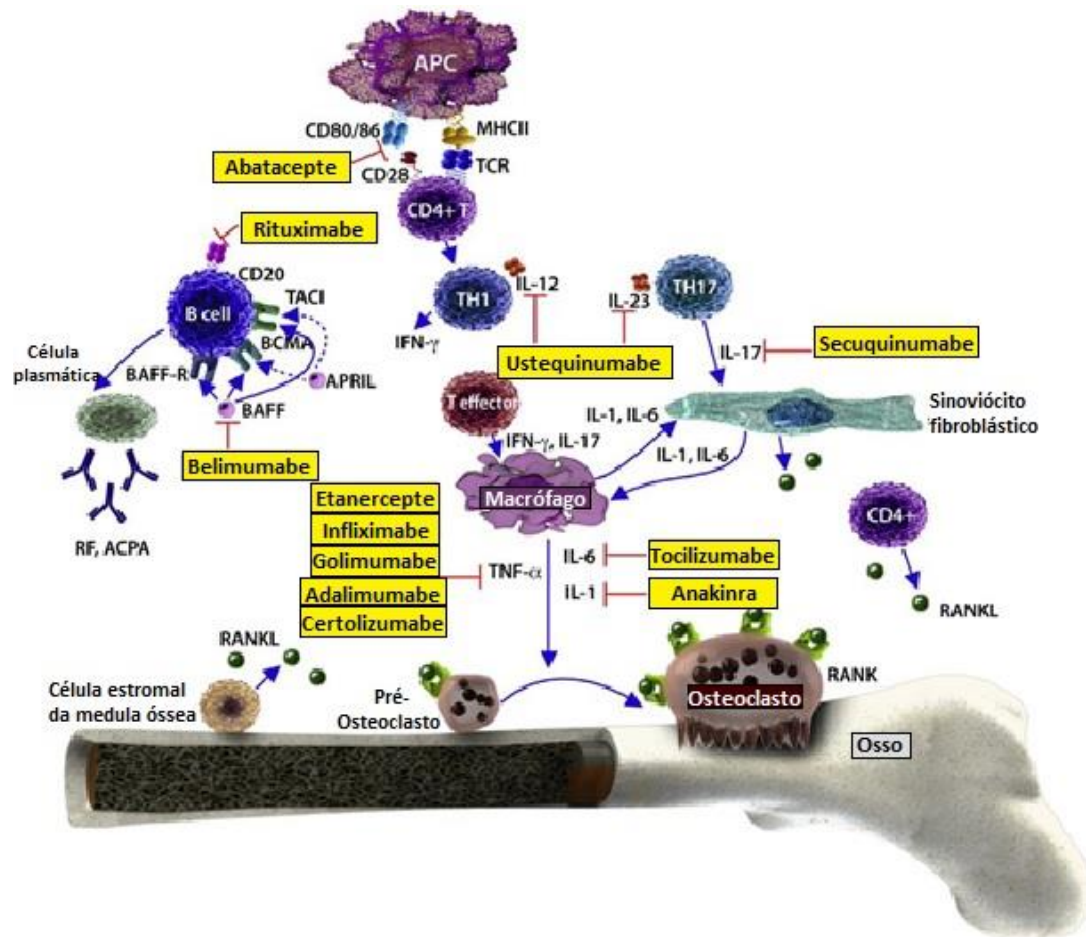 APC
CD80/86
MHCII
Abatacepte
CD28
TCR
CD4+ T
Rituximabe
CD20
TACI
B cell
BCMA
TH1
IL-12
IL-23
TH17
IFN-γ
Ustequinumabe
IL-17
Secuquinumabe
Célula
plasmática
BAFF-R
APRIL
BAFF
Belimumabe
T effector
IFN-γ, IL-17
IL-1, IL-6
IL-1, IL-6
Sinoviócito
fibroblástico
RF, ACPA
Macrófago
CD4+
Etanercepte
Infliximabe
Golimumabe
Adalimumabe
Certolizumabe
TNF-α
IL-6
Tocilizumabe
IL-1
Anakinra
RANKL
RANKL
Célula estromal
da medula óssea
Pré-
Osteoclasto
RANK
Osteoclasto
Osso